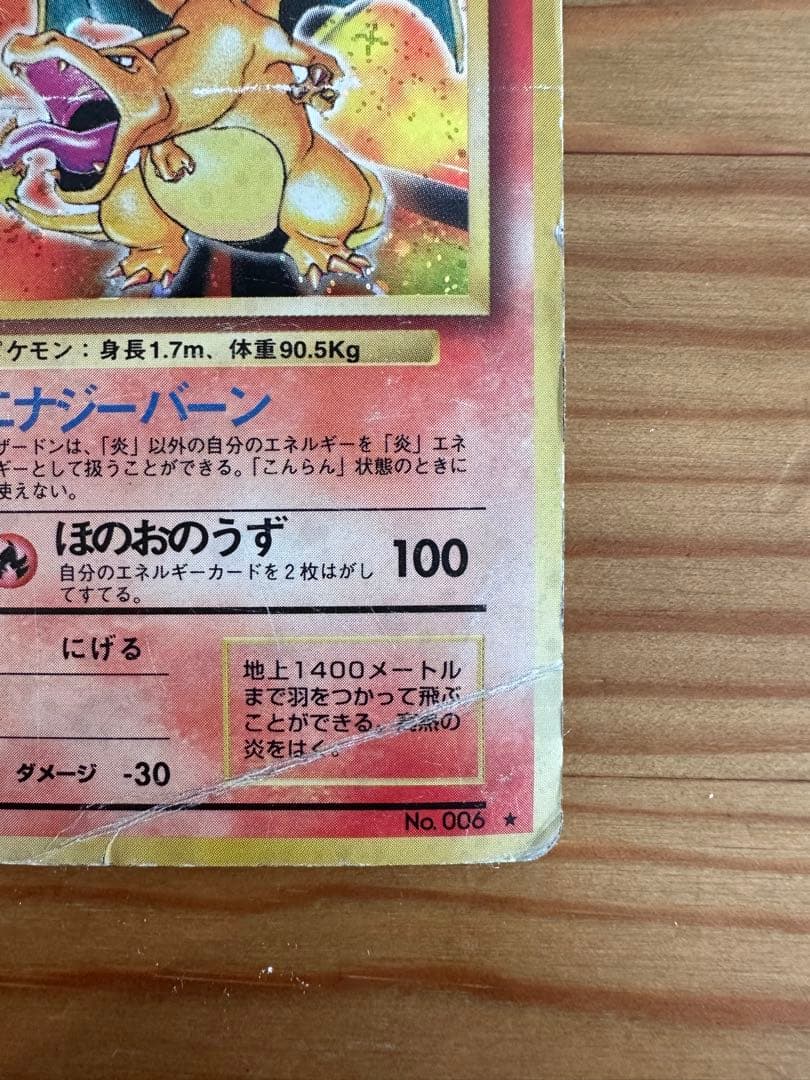 ケモン：身長1.7m、体重90.5Kg
エナジーバーン
ザードンは、「炎」以外の自分のエネルギーを「炎」エネ
ギーとして扱うことができる。「こんらん」状態のときに
使えない。
ほのおのうず 100
自分のエネルギーカードを2枚はがし
てすてる。
にげる
地上1400メートル
まで羽をつかって飛ぶ
ことができる。高熱の
炎をはく。
ダメージ -30
No. 006 ★